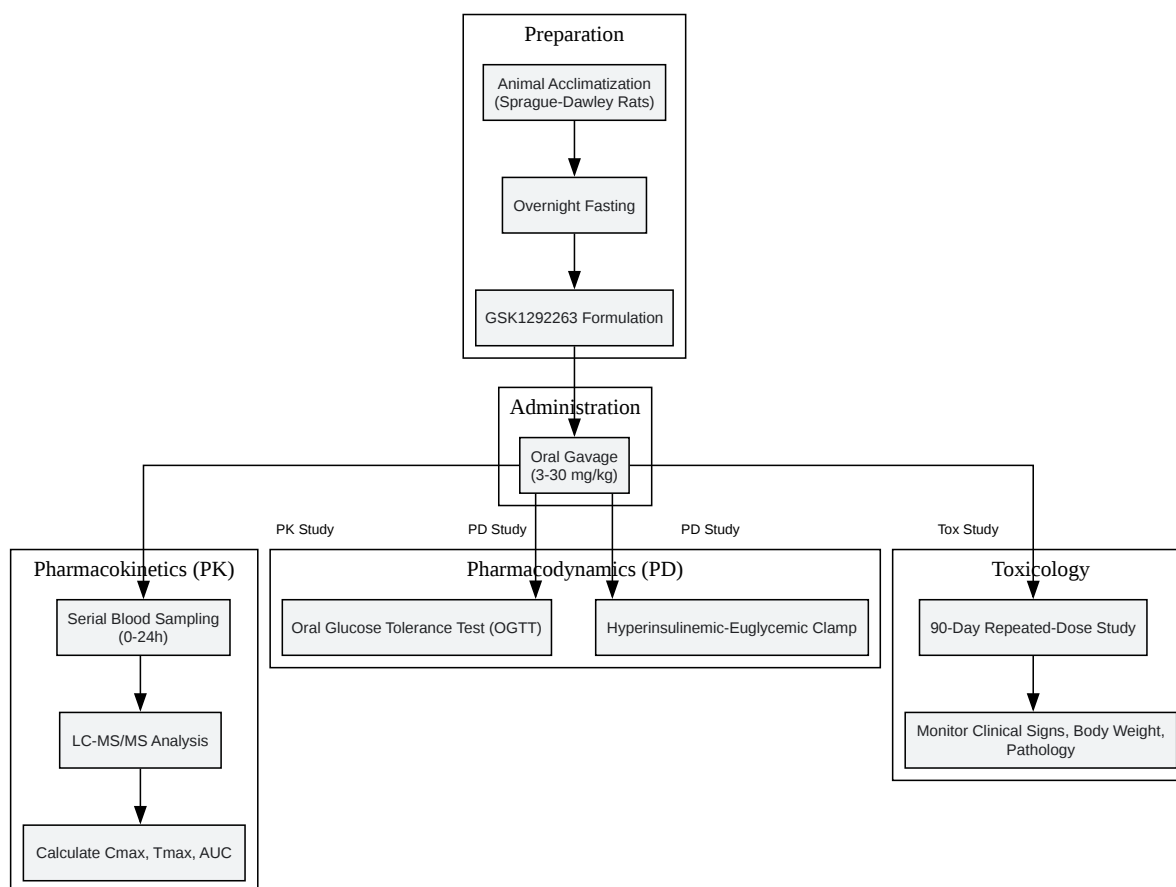 Preparation
Animal Acclimatization
(Sprague-Dawley Rats)
Overnight Fasting
GSK1292263 Formulation
Administration
Oral Gavage
(3-30 mg/kg)
PK Study
PD Study
PD Study
Tox Study
Pharmacokinetics (PK)
Serial Blood Sampling
(0-24h)
LC-MS/MS Analysis
Calculate Cmax, Tmax, AUC
Pharmacodynamics (PD)
Oral Glucose Tolerance Test (OGTT)
Hyperinsulinemic-Euglycemic Clamp
Toxicology
90-Day Repeated-Dose Study
Monitor Clinical Signs, Body Weight,
Pathology